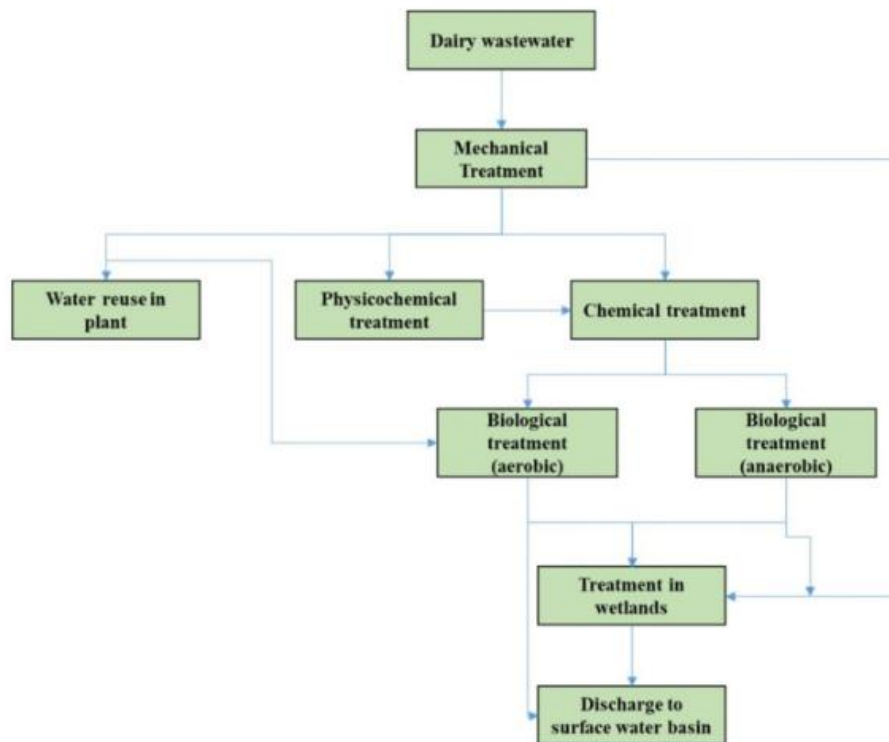 Dairy wastewater
Mechanical
Treatment
Water reuse in
plant
Physicochemical
treatment
Chemical treatment
Biological
treatment
(aerobic)
Biological
treatment
(anaerobic)
Treatment in
wetlands
Discharge to
surface water basin